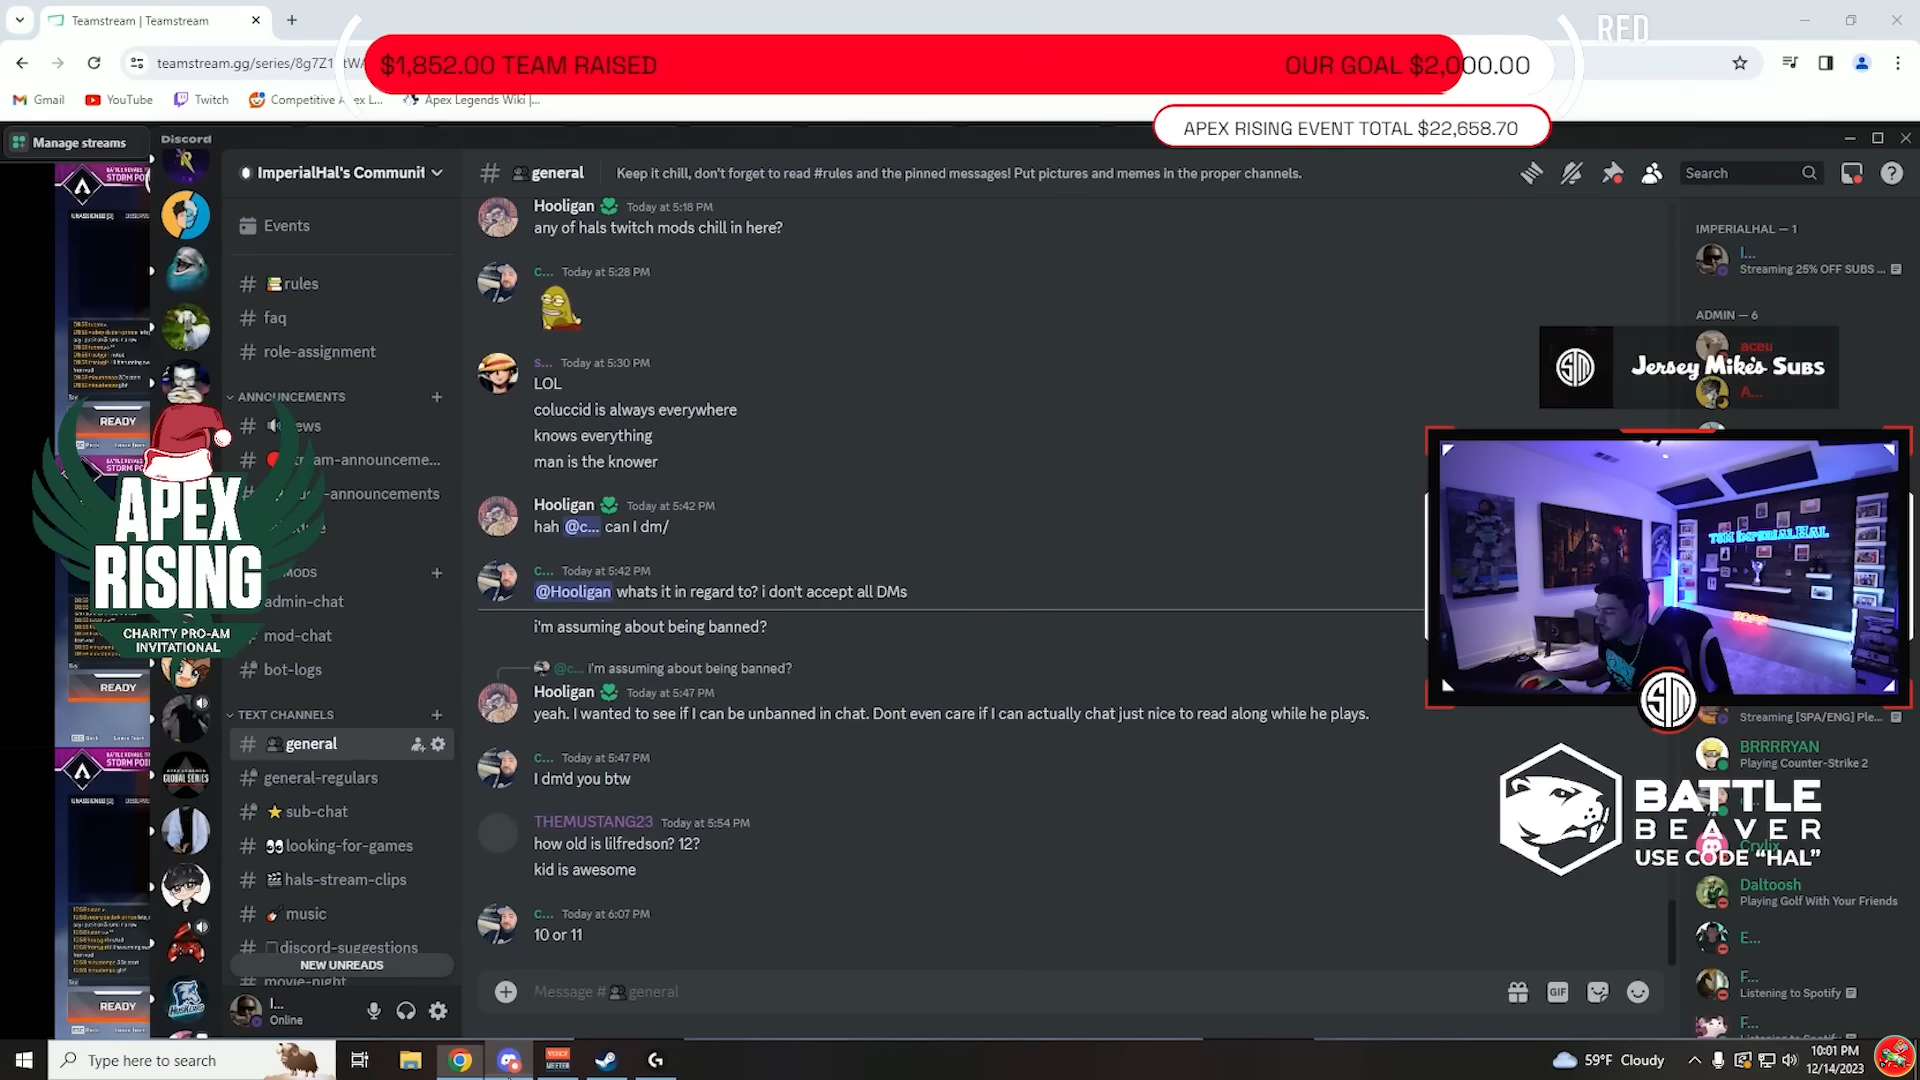 Teamstream | Teamstream
RED
teamstream.gg/series/8g7Z1
$1,852.00 TEAM RAISED
OUR GOAL $2,000.00
Gmail
YouTube
Twitch
Competitive Apex L...
Apex Legends Wiki |...
APEX RISING EVENT TOTAL $22,658.70
Manage streams
Discord
ImperialHal's Communit
general
Keep it chill, don't forget to read #rules and the pinned messages! Put pictures and memes in the proper channels.
Search
Events
rules
faq
role-assignment
ANNOUNCEMENTS
admin-chat
mod-chat
bot-logs
TEXT CHANNELS
general
general-regulars
sub-chat
looking-for-games
hals-stream-clips
music
discord-suggestions
NEW UNREADS
movie-night
I...
Online
READY
APEX
RISING
CHARITY PRO-AM
INVITATIONAL
READY
READY
Hooligan Today at 5:18 PM
any of hals twitch mods chill in here?
C... Today at 5:28 PM
S... Today at 5:30 PM
LOL
coluccid is always everywhere
knows everything
man is the knower
Hooligan Today at 5:42 PM
hah @c... can I dm/
C... Today at 5:42 PM
@Hooligan whats it in regard to? i don't accept all DMs
i'm assuming about being banned?
@c... i'm assuming about being banned?
Hooligan Today at 5:47 PM
yeah. I wanted to see if I can be unbanned in chat. Dont even care if I can actually chat just nice to read along while he plays.
C... Today at 5:47 PM
I dm'd you btw
THEMUSTANG23 Today at 5:54 PM
how old is lilfredson? 12?
kid is awesome
C... Today at 6:07 PM
10 or 11
Message # general
GIF
IMPERIALHAL — 1
I...
Streaming 25% OFF SUBS ...
ADMIN — 6
aceu
Jersey Mike's SUBS
A...
TSM IMPERIALHAL
TSM
Streaming [SPA/ENG] Ple...
BRRRRYAN
Playing Counter-Strike 2
BATTLE
BEAVER
USE CODE “HAL”
Crylix
Daltoosh
Playing Golf With Your Friends
E...
F...
Listening to Spotify
F...
Type here to search
59°F Cloudy
10:01 PM
12/14/2023